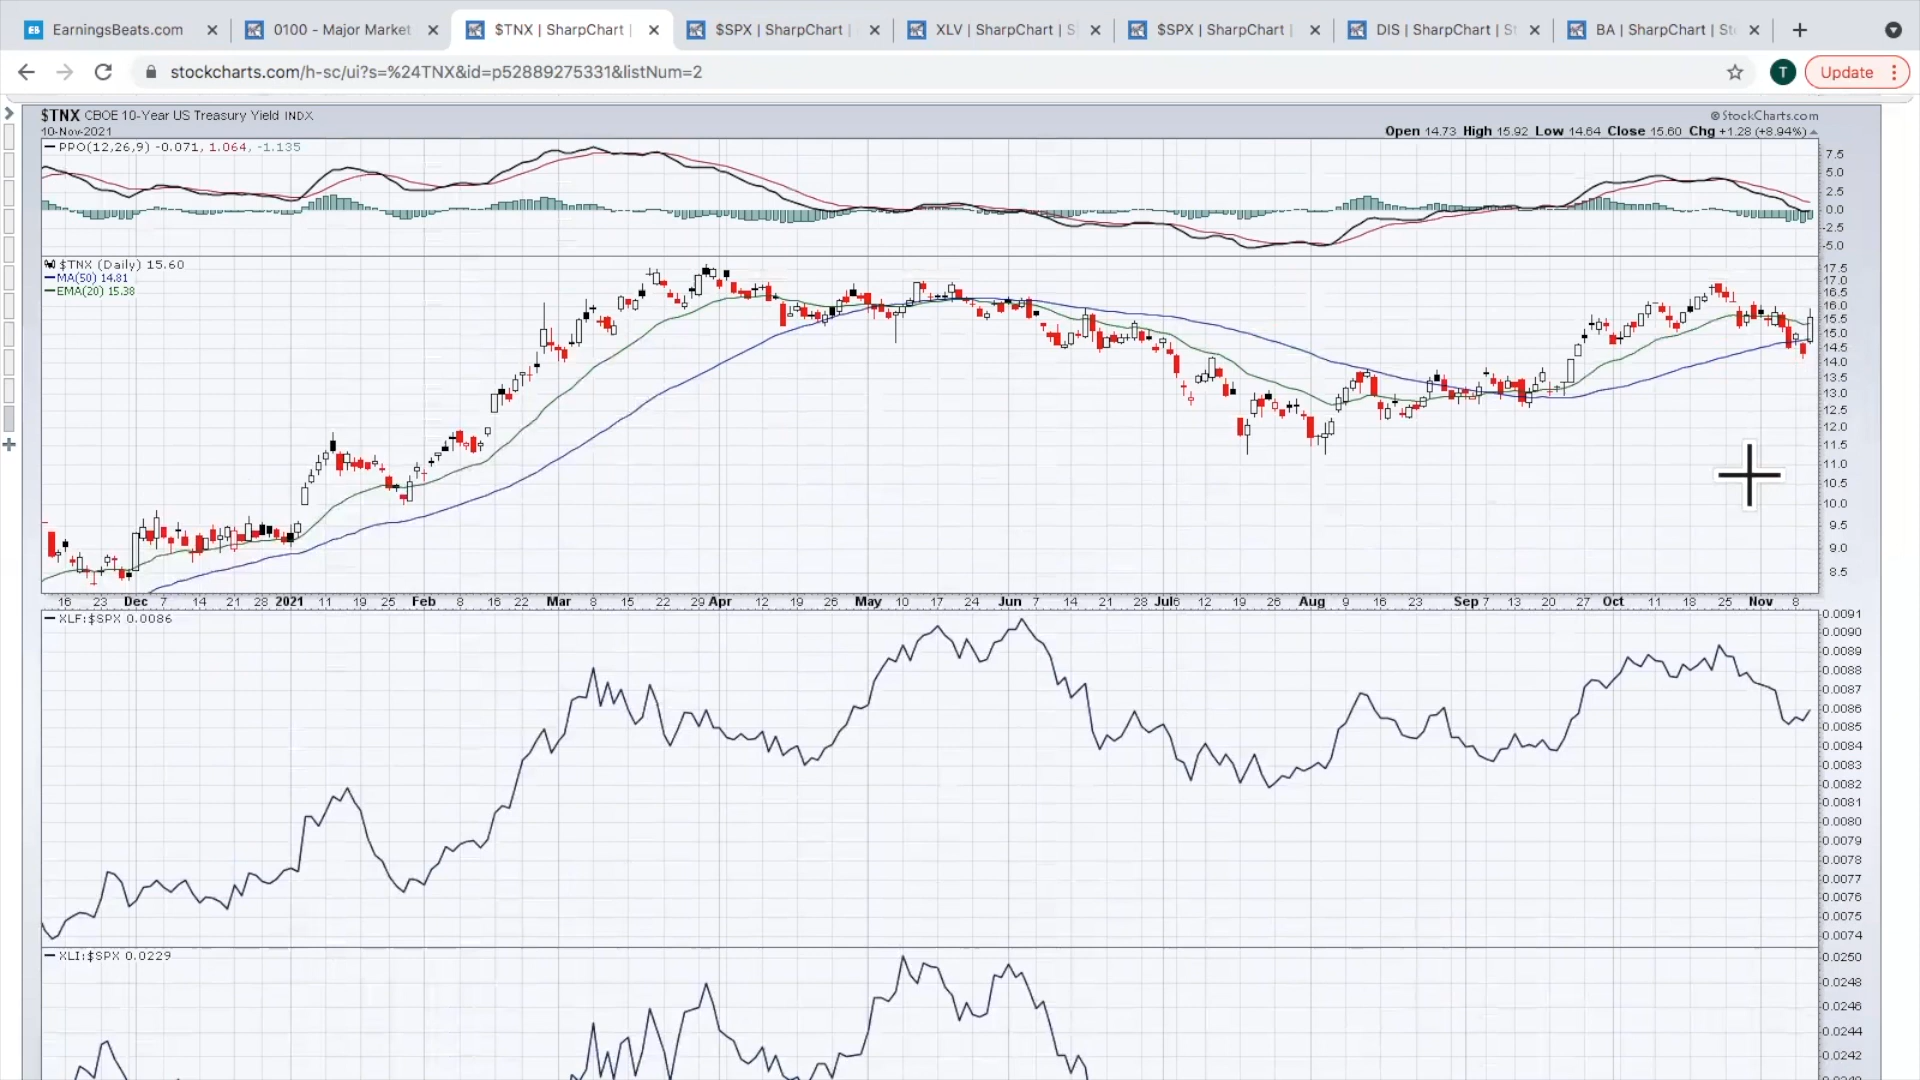 EarningsBeats.com
0100 - Major Market
$TNX | SharpChart |
$SPX | SharpChart |
XLV | SharpChart | S
$SPX | SharpChart |
DIS | SharpChart | St
BA | SharpChart | Sto
stockcharts.com/h-sc/ui?s=%24TNX&id=p52889275331&listNum=2
T
Update
$TNX CBOE 10-Year US Treasury Yield INDX
© StockCharts.com
10-Nov-2021
Open 14.73 High 15.92 Low 14.64 Close 15.60 Chg +1.28 (+8.94%)
PPO(12,26,9) -0.071, 1.064, -1.135
7.5
5.0
2.5
0.0
-2.5
-5.0
$TNX (Daily) 15.60
MA(50) 14.81
EMA(20) 15.38
17.5
17.0
16.5
16.0
15.5
15.0
14.5
14.0
13.5
13.0
12.5
12.0
11.5
11.0
10.5
10.0
9.5
9.0
8.5
16 23 Dec 7 14 21 28 2021 11 19 25 Feb 8 16 22 Mar 8 15 22 29 Apr 12 19 26 May 10 17 24 Jun 7 14 21 28 Jul 6 12 19 26 Aug 9 16 23 Sep 7 13 20 27 Oct 11 18 25 Nov 8
XLF:$SPX 0.0086
0.0091
0.0090
0.0089
0.0088
0.0087
0.0086
0.0085
0.0084
0.0083
0.0082
0.0081
0.0080
0.0079
0.0078
0.0077
0.0076
0.0075
0.0074
XLI:$SPX 0.0229
0.0250
0.0248
0.0246
0.0244
0.0242